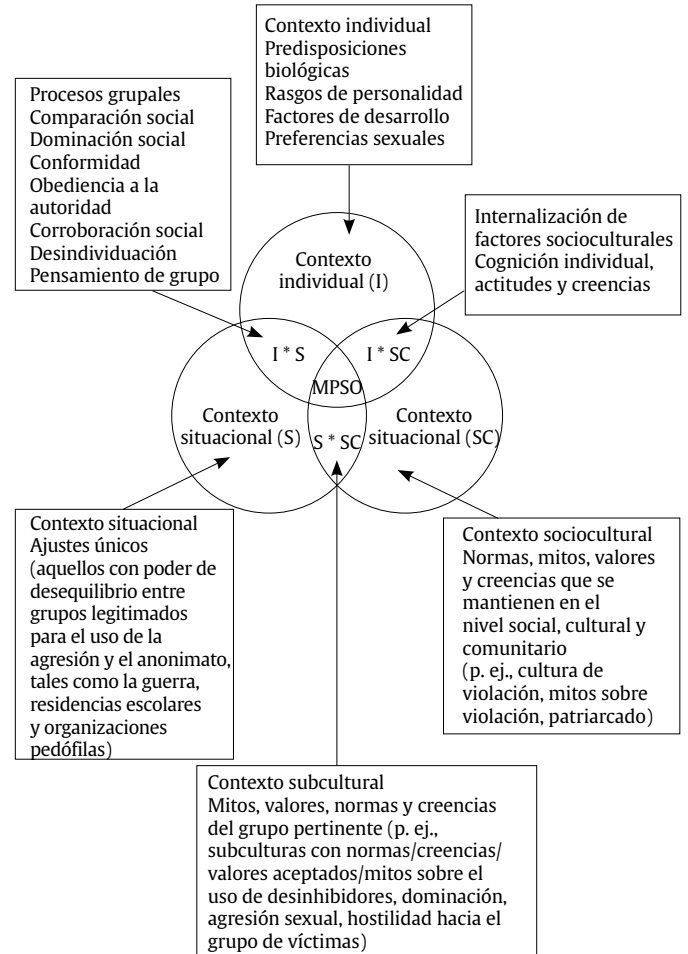 Contexto individual
Predisposiciones
biológicas
Rasgos de personalidad
Factores de desarrollo
Preferencias sexuales
Procesos grupales
Comparación social
Dominación social
Conformidad
Obediencia a la
autoridad
Corroboración social
Desindividuación
Pensamiento de grupo
Internalización de
factores socioculturales
Cognición individual,
actitudes y creencias
Contexto
individual (I)
I * S
I * SC
MPSO
Contexto
situacional (S)
Contexto
situacional (SC)
S * SC
Contexto situacional
Ajustes únicos
(aquellos con poder de
desequilibrio entre
grupos legitimados
para el uso de la
agresión y el anonimato,
tales como la guerra,
residencias escolares
y organizaciones
pedófilas)
Contexto sociocultural
Normas, mitos, valores
y creencias que se
mantienen en el
nivel social, cultural y
comunitario
(p. ej., cultura de
violación, mitos sobre
violación, patriarcado)
Contexto subcultural
Mitos, valores, normas y creencias
del grupo pertinente (p. ej.,
subculturas con normas/creencias/
valores aceptados/mitos sobre el
uso de desinhibidores, dominación,
agresión sexual, hostilidad hacia el
grupo de víctimas)